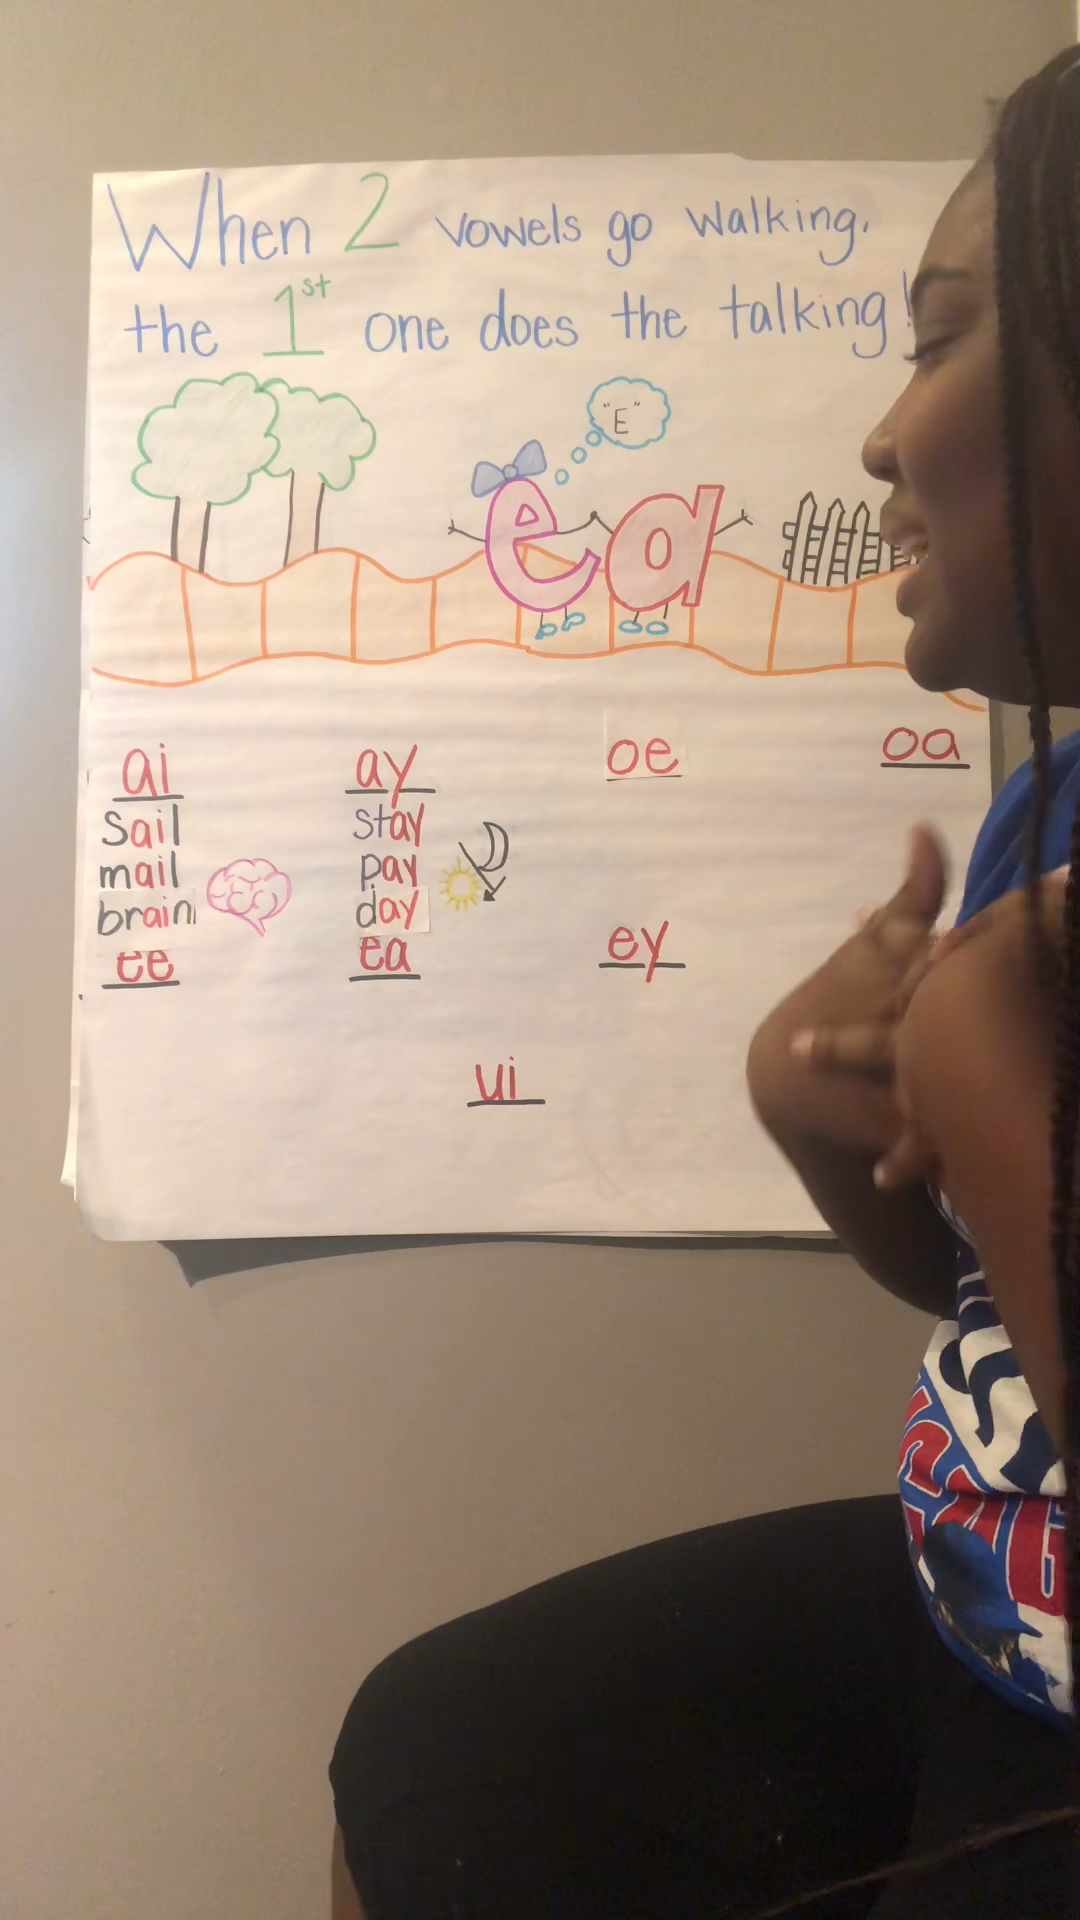 When 2 vowels go walking,
the 1st one does the talking!
"E"
ea
ai
sail
mail
brain
ay
stay
pay
day
oe
oa
ee
ea
ey
ui